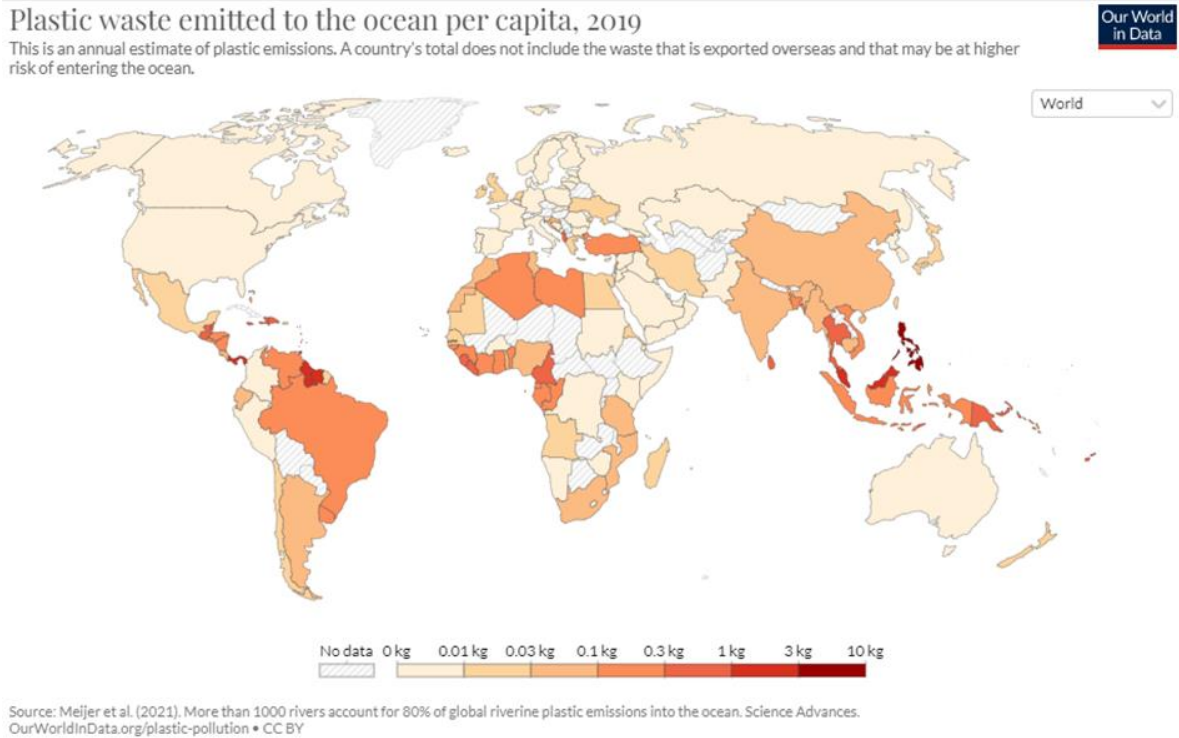 Plastic waste emitted to the ocean per capita, 2019
Our World
in Data
This is an annual estimate of plastic emissions. A country's total does not include the waste that is exported overseas and that may be at higher
risk of entering the ocean.
World
No data 0 kg 0.01 kg 0.03 kg 0.1 kg 0.3 kg 1 kg 3 kg 10 kg
Source: Meijer et al. (2021). More than 1000 rivers account for 80% of global riverine plastic emissions into the ocean. Science Advances.
OurWorldInData.org/plastic-pollution • CC BY